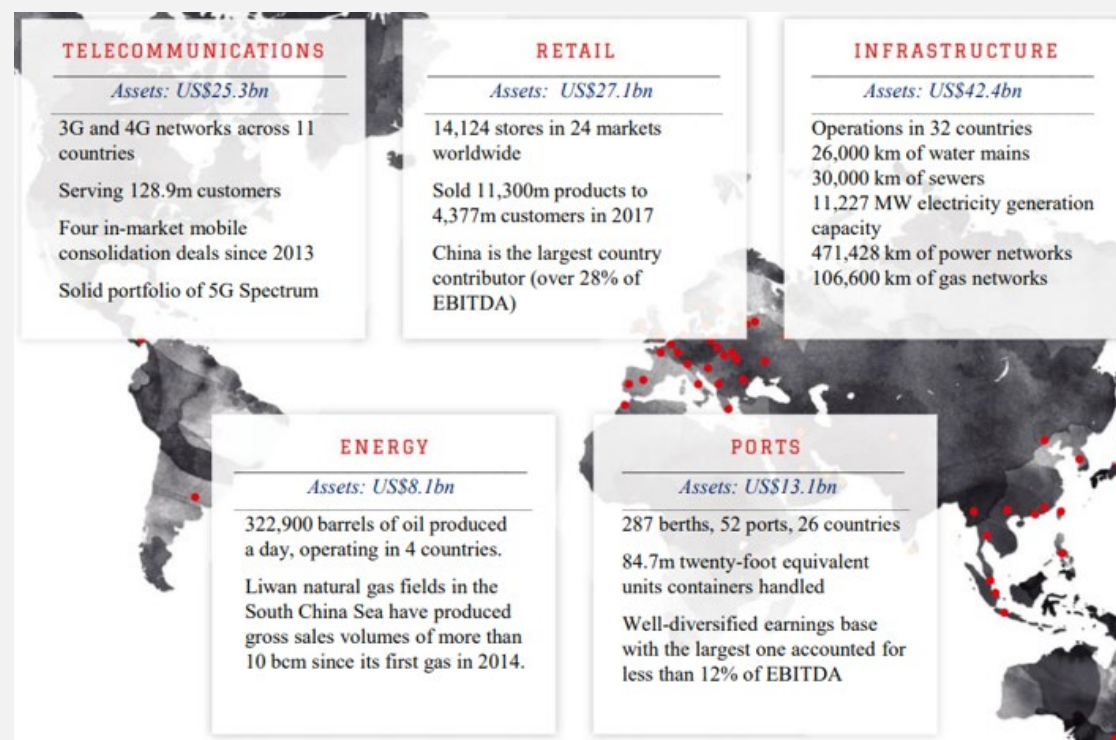 TELECOMMUNICATIONS
Assets: US$25.3bn
3G and 4G networks across 11
countries
Serving 128.9m customers
Four in-market mobile
consolidation deals since 2013
Solid portfolio of 5G Spectrum
RETAIL
Assets: US$27.1bn
14,124 stores in 24 markets
worldwide
Sold 11,300m products to
4,377m customers in 2017
China is the largest country
contributor (over 28% of
EBITDA)
INFRASTRUCTURE
Assets: US$42.4bn
Operations in 32 countries
26,000 km of water mains
30,000 km of sewers
11,227 MW electricity generation
capacity
471,428 km of power networks
106,600 km of gas networks
ENERGY
Assets: US$8.1bn
322,900 barrels of oil produced
a day, operating in 4 countries.
Liwan natural gas fields in the
South China Sea have produced
gross sales volumes of more than
10 bcm since its first gas in 2014.
PORTS
Assets: US$13.1bn
287 berths, 52 ports, 26 countries
84.7m twenty-foot equivalent
units containers handled
Well-diversified earnings base
with the largest one accounted for
less than 12% of EBITDA